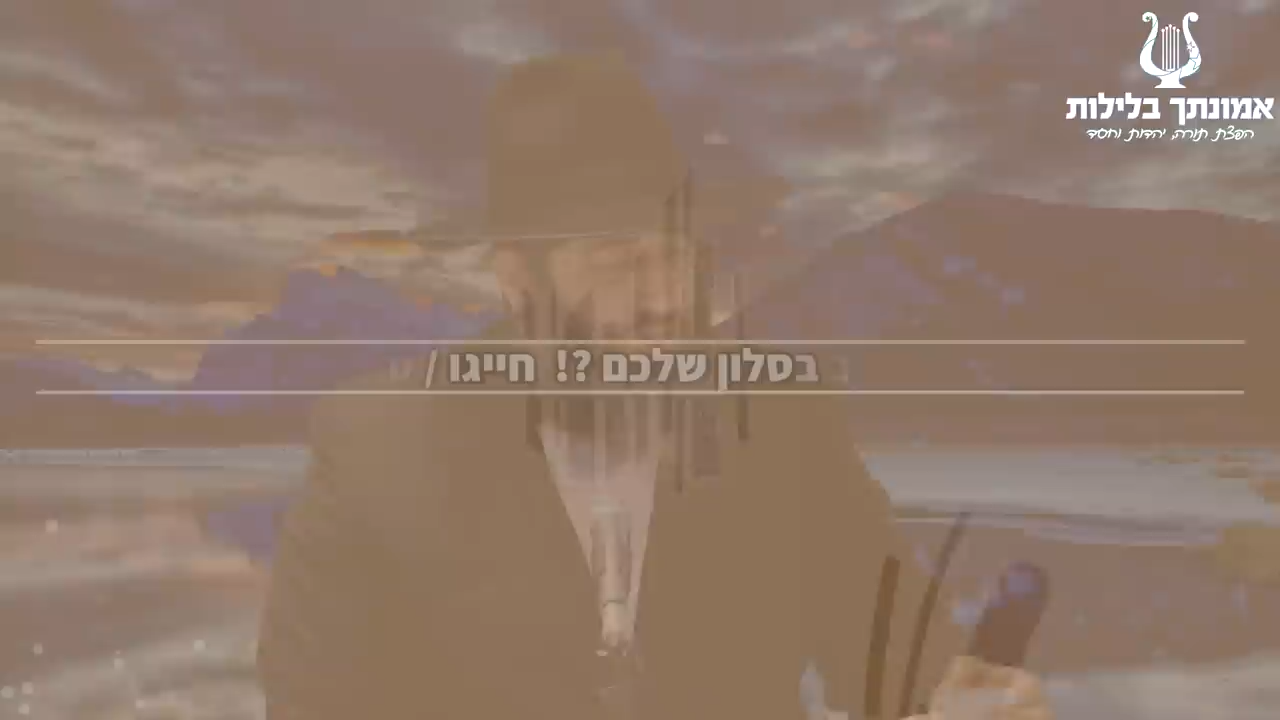 אמונתך בלילות
הפצת תורה, יהדות וחסד
בסלון שלכם ?! חייגו /